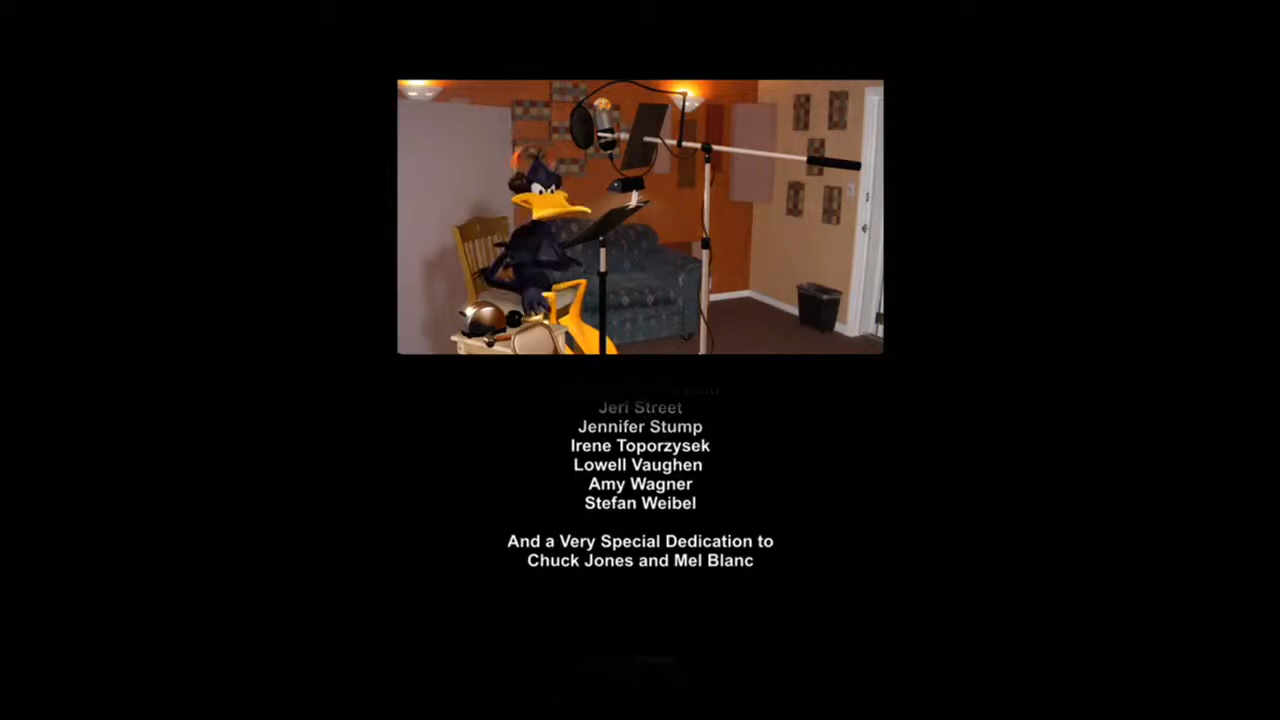 Jeri Street
Jennifer Stump
Irene Toporzysek
Lowell Vaughen
Amy Wagner
Stefan Weibel
And a Very Special Dedication to
Chuck Jones and Mel Blanc